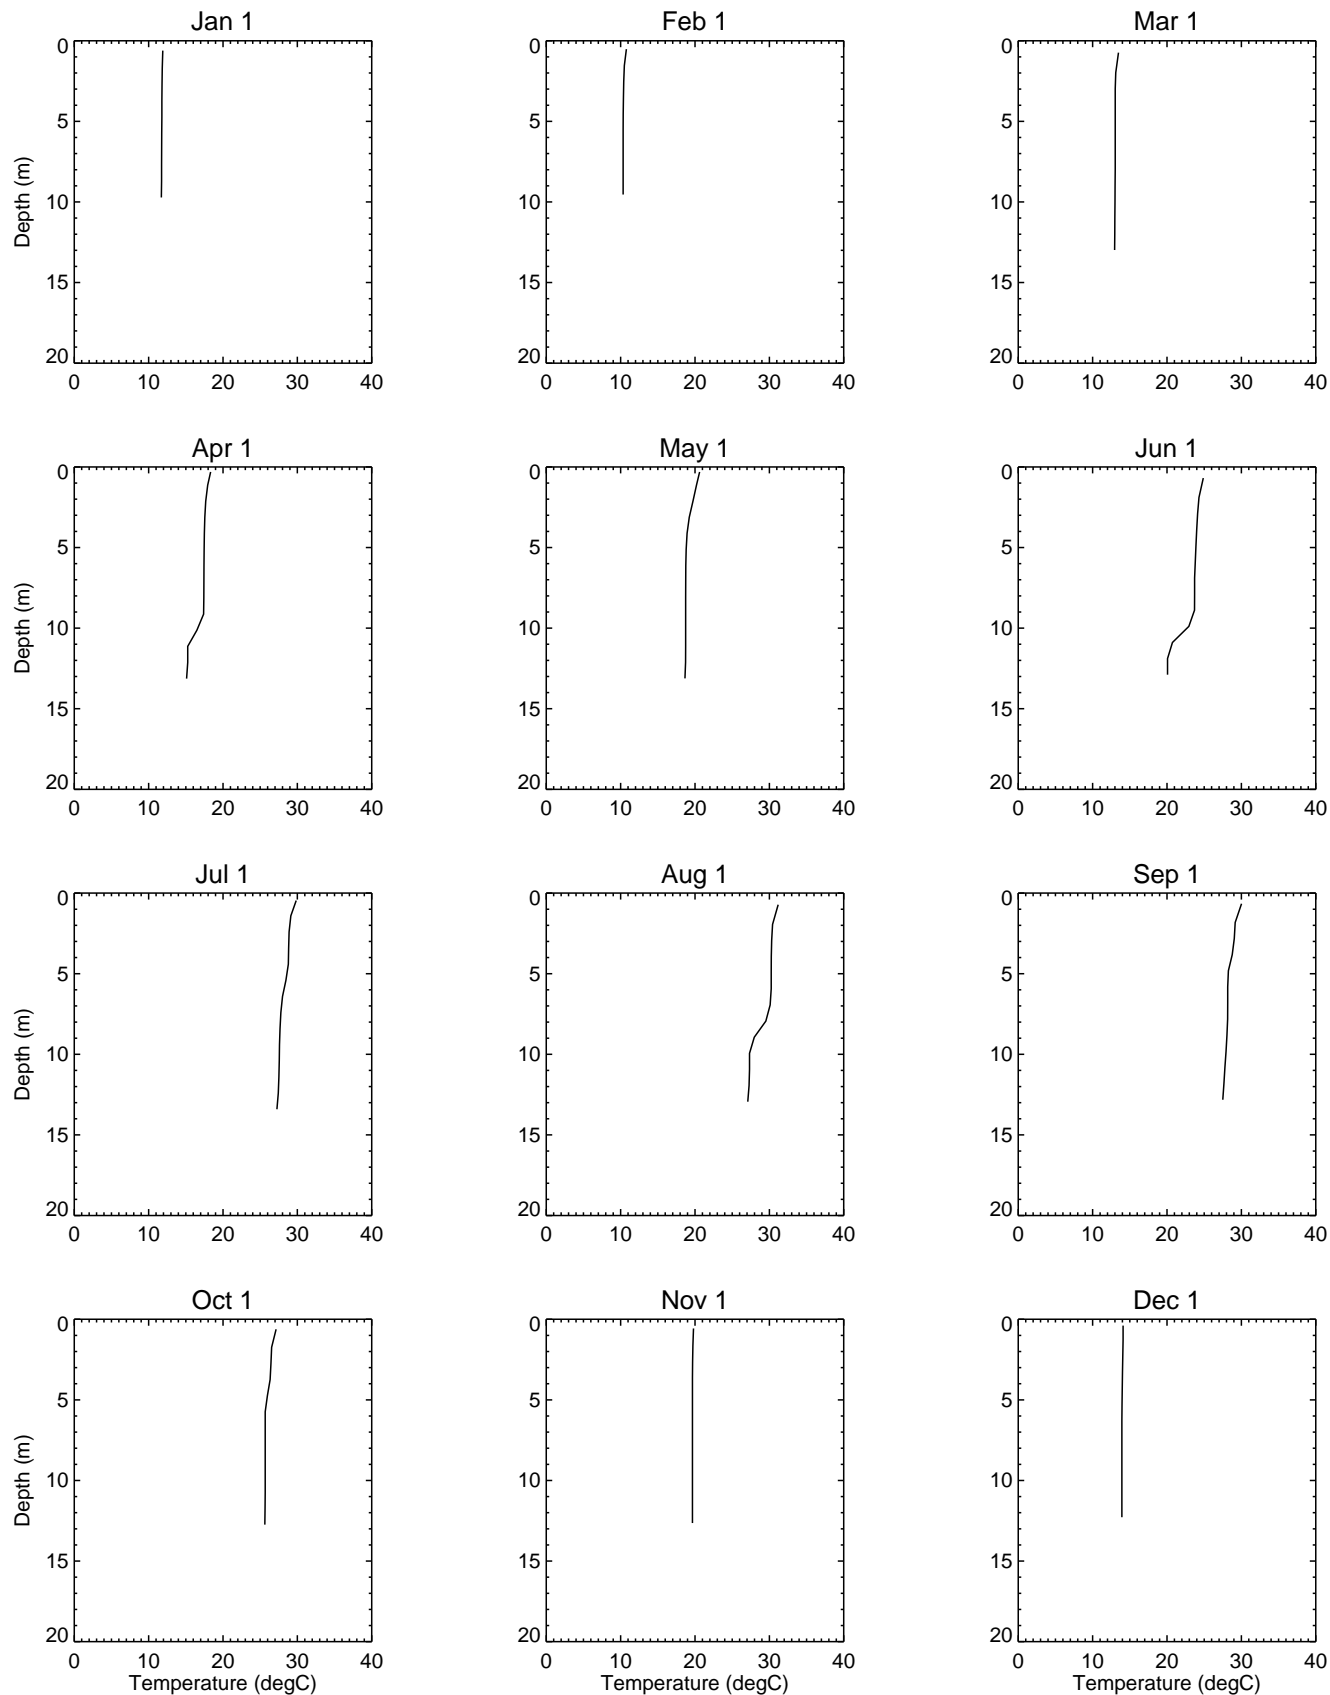 Jan 1 Feb 1 Mar 1
0 0 0
5 5 5
Depth (m)
10 10 10
15 15 15
20 20 20
0 10 20 30 40 0 10 20 30 40 0 10 20 30 40
Apr 1 May 1 Jun 1
0 0 0
5 5 5
Depth (m)
10 10 10
15 15 15
20 20 20
0 10 20 30 40 0 10 20 30 40 0 10 20 30 40
Jul 1 Aug 1 Sep 1
0 0 0
5 5 5
Depth (m)
10 10 10
15 15 15
20 20 20
0 10 20 30 40 0 10 20 30 40 0 10 20 30 40
Oct 1 Nov 1 Dec 1
0 0 0
5 5 5
Depth (m)
10 10 10
15 15 15
20 20 20
0 10 20 30 40 0 10 20 30 40 0 10 20 30 40
Temperature (degC) Temperature (degC) Temperature (degC)